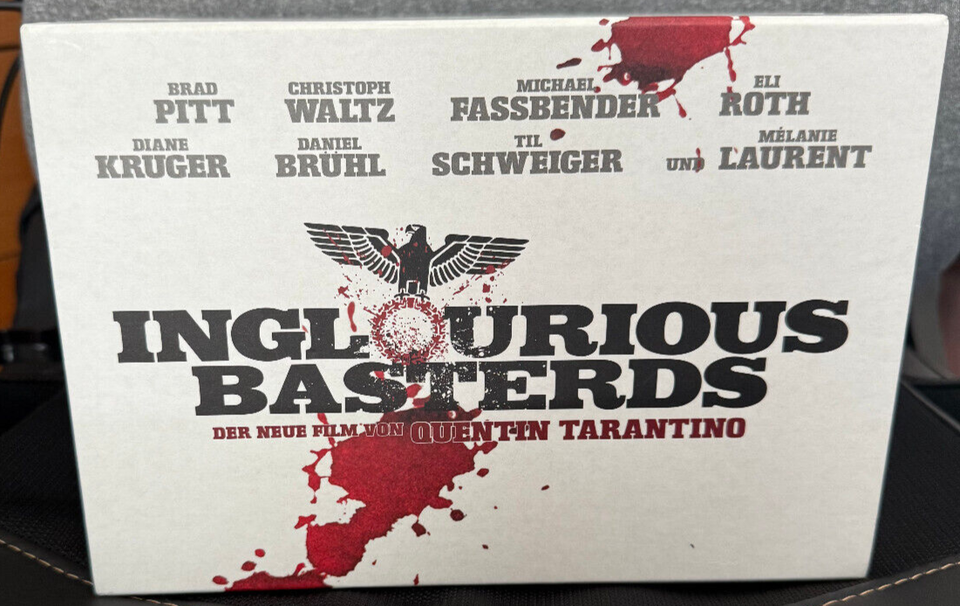 BRAD CHRISTOPH MICHAEL ELI
PITT WALTZ FASSBENDER ROTH
DIANE DANIEL TIL MÉLANIE
KRUGER BRÜHL SCHWEIGER UND LAURENT
INGLOURIOUS
BASTERDS
DER NEUE FILM VON QUENTIN TARANTINO